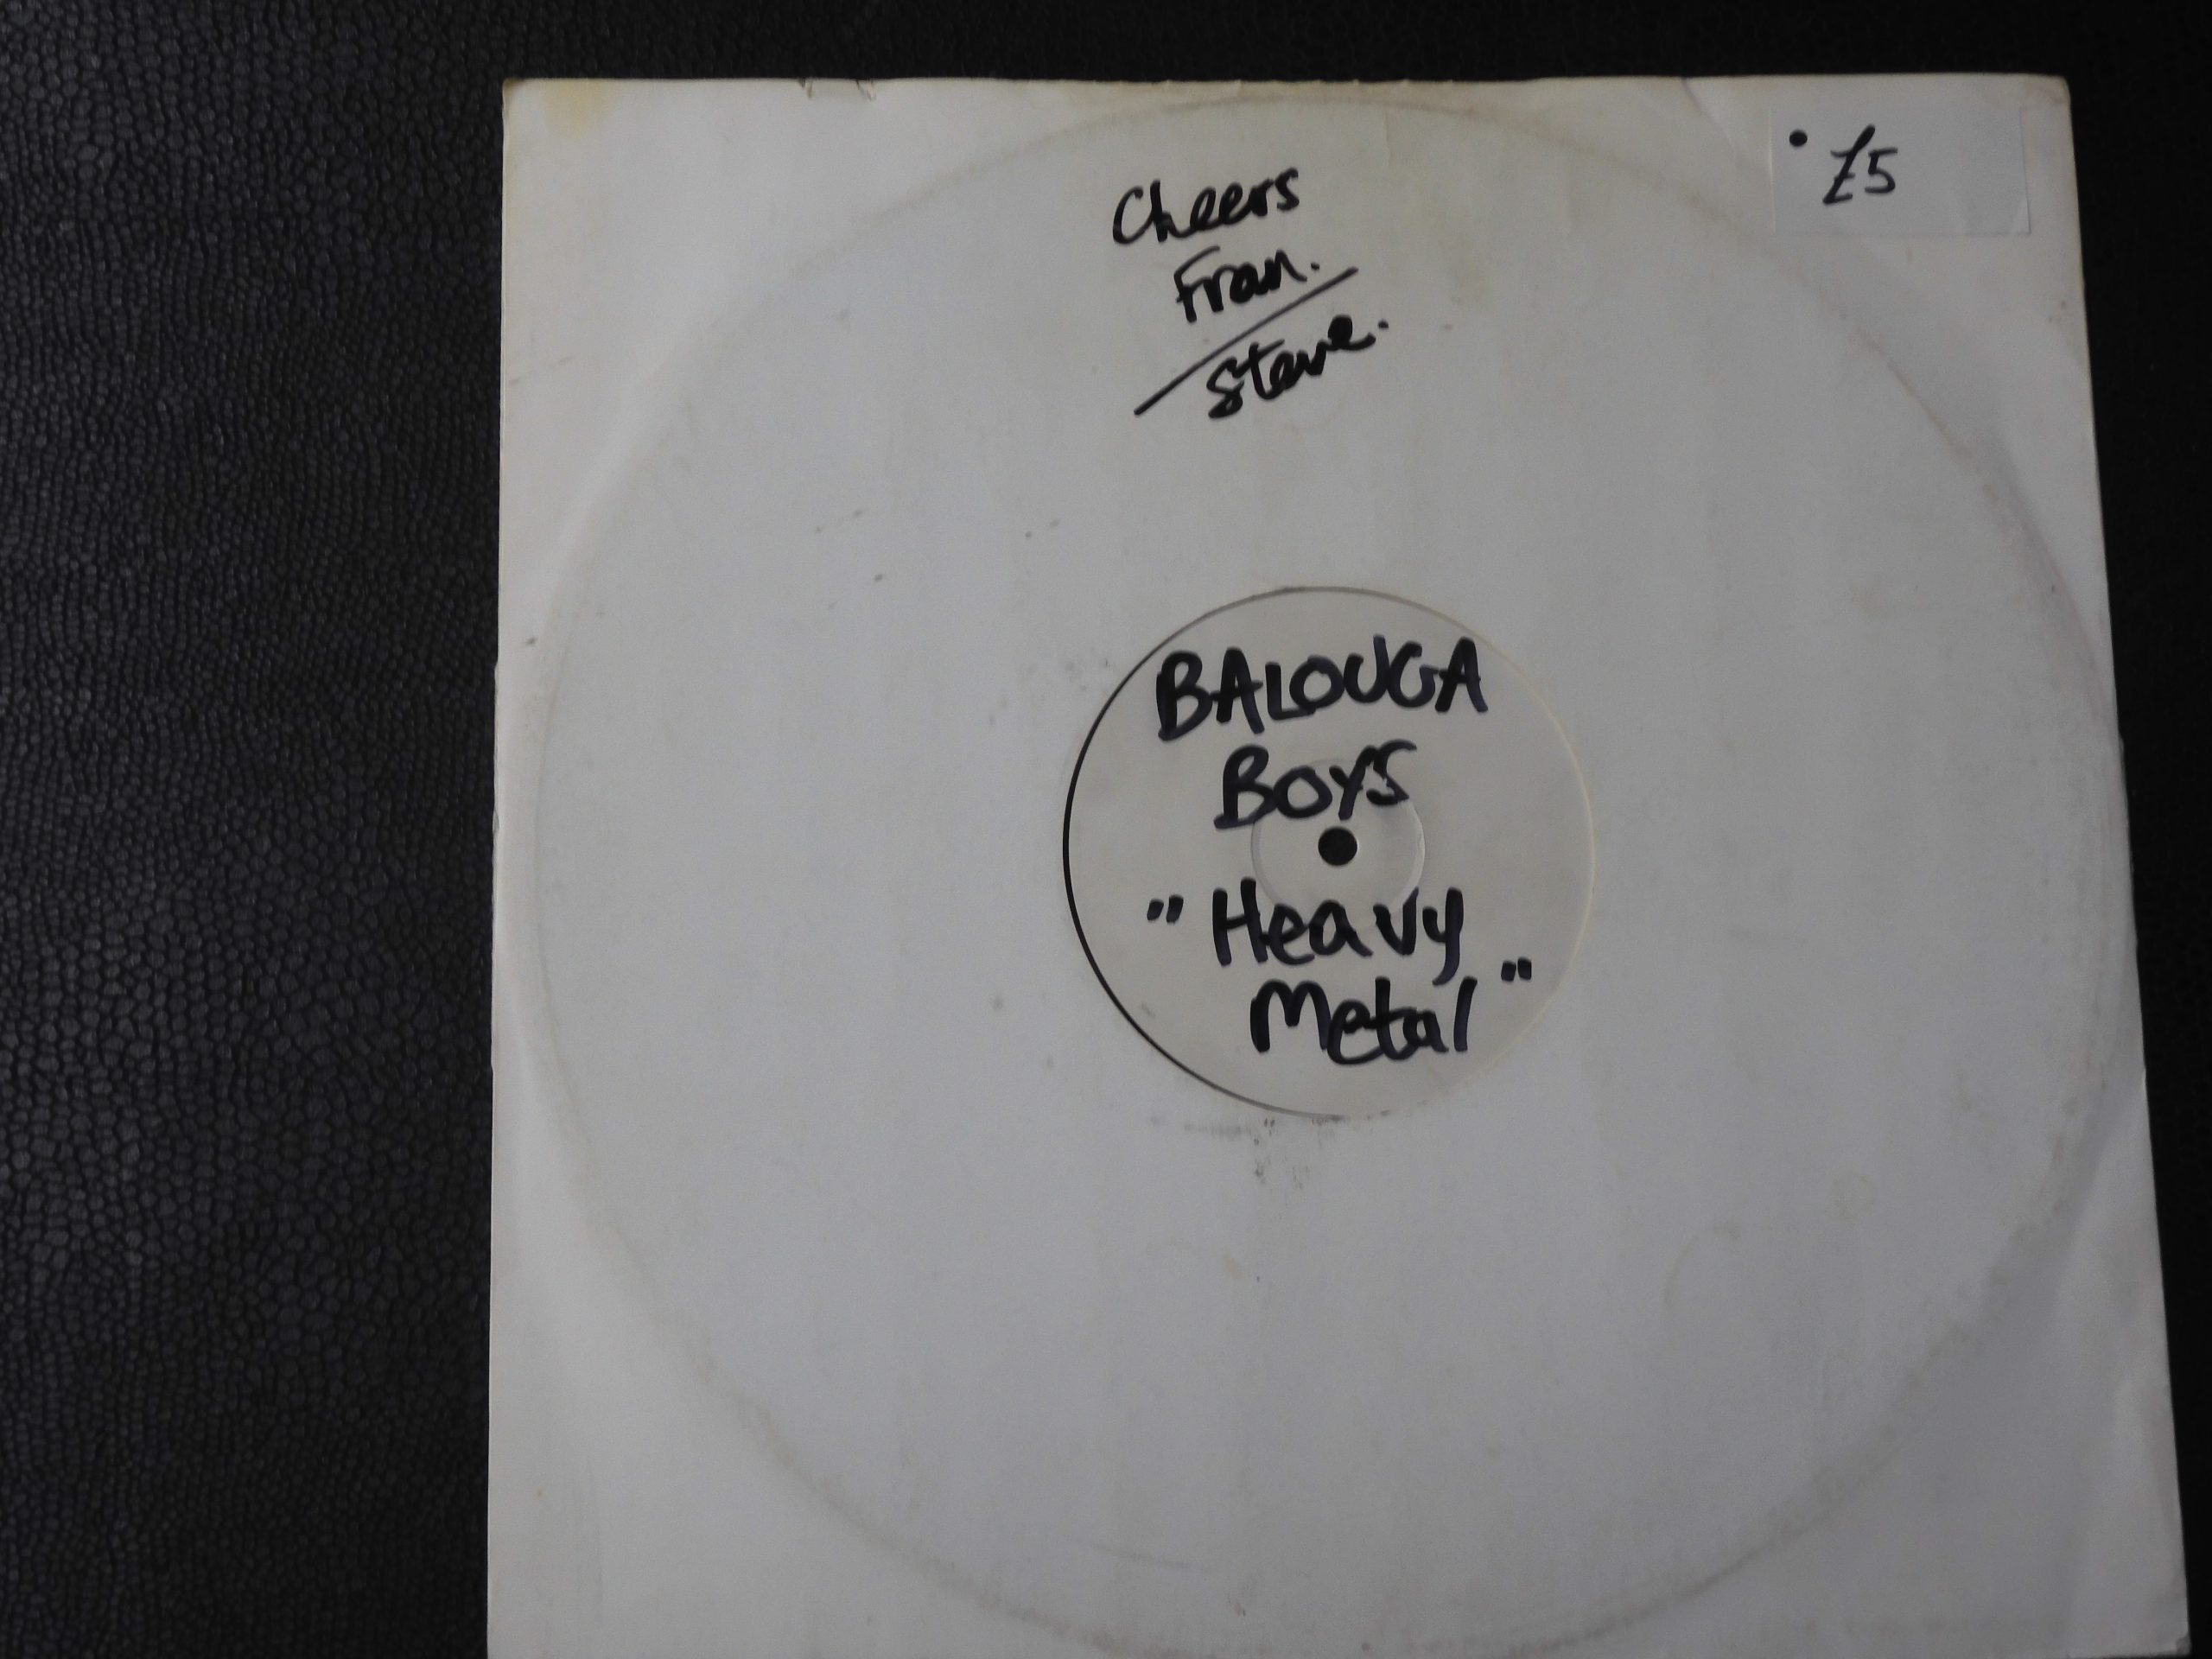 £5
Cheers
Fran.
Steve.
BALOUGA
BOYS
"Heavy
Metal"